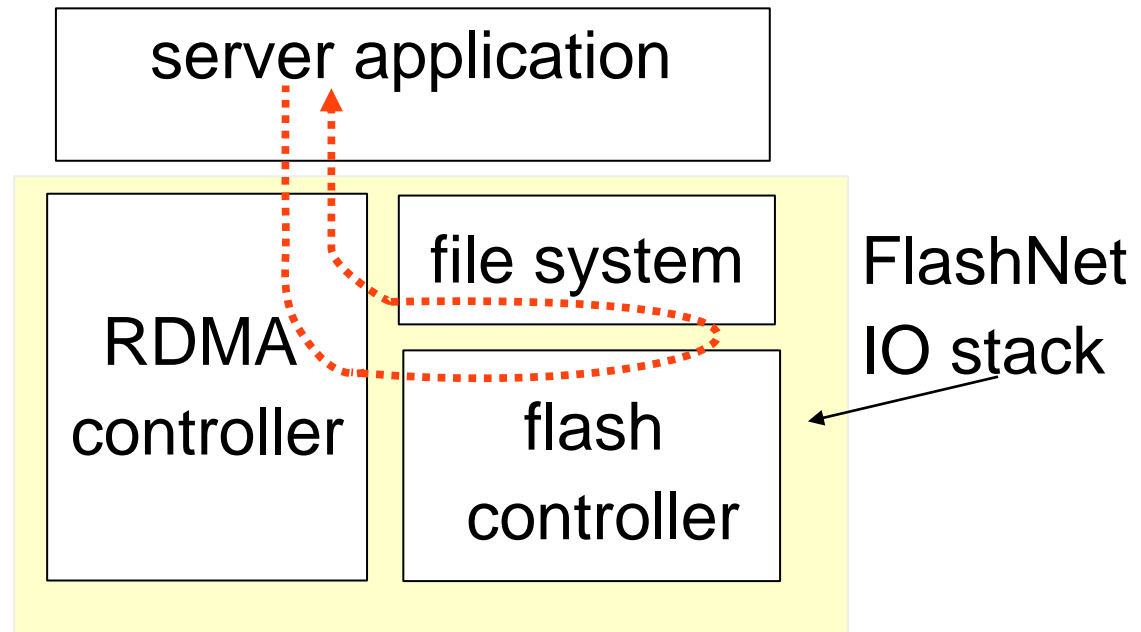 server application
RDMA
controller
file system
flash
controller
FlashNet
IO stack